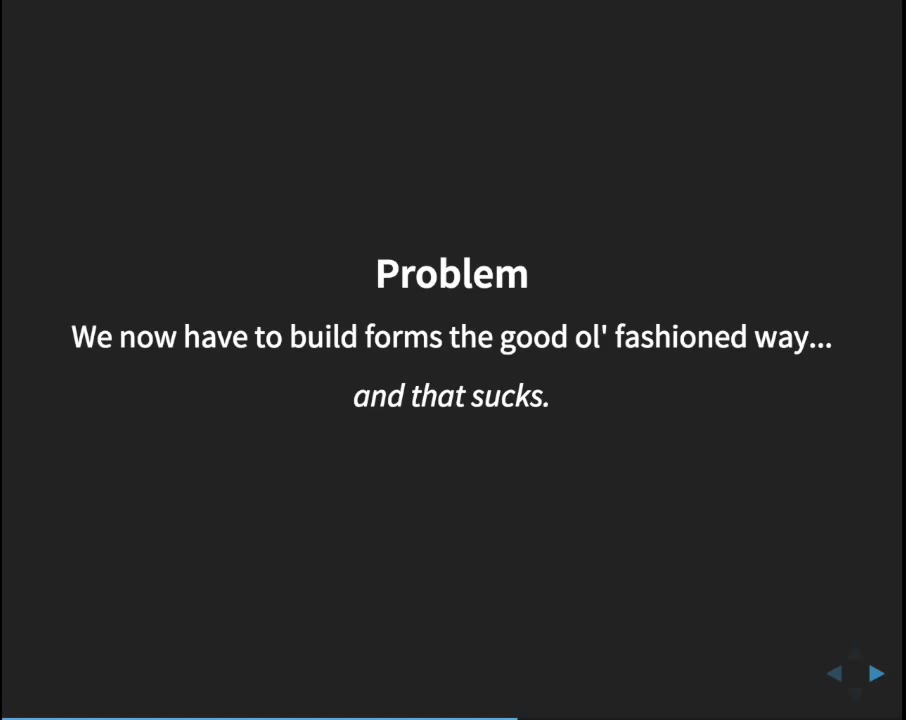 Problem
We now have to build forms the good ol' fashioned way...
and that sucks.